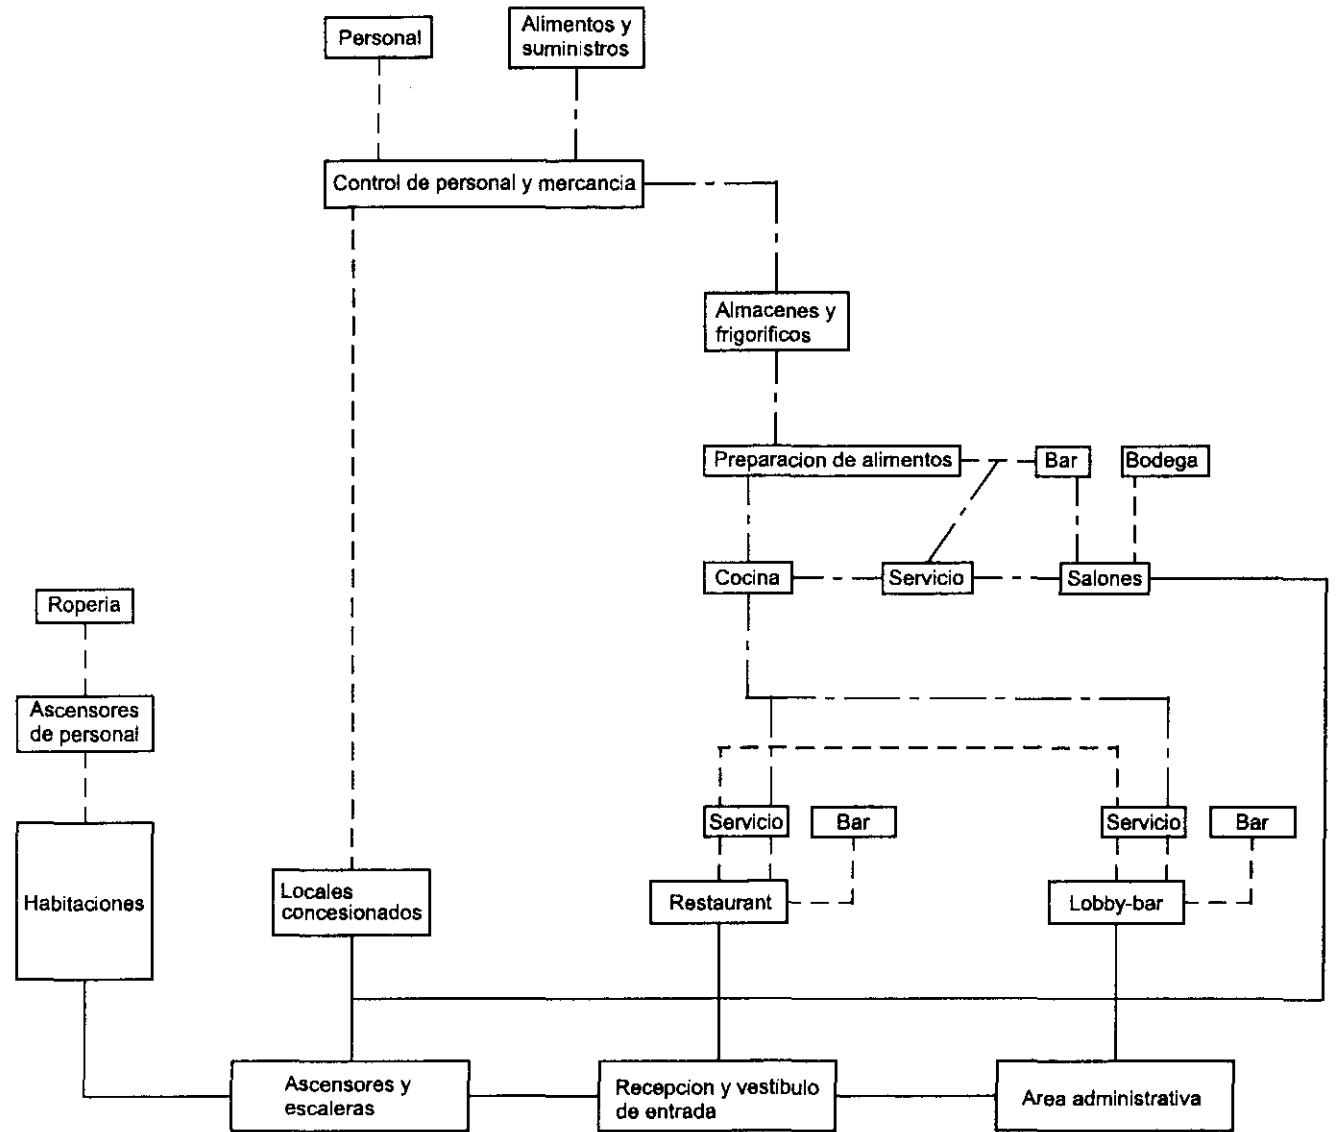 Personal
Alimentos y
suministros
Control de personal y mercancia
Almacenes y
frigorificos
Preparacion de alimentos
Bar
Bodega
Cocina
Servicio
Salones
Roperia
Ascensores
de personal
Servicio
Bar
Servicio
Bar
Habitaciones
Locales
concesionados
Restaurant
Lobby-bar
Ascensores y
escaleras
Recepcion y vestíbulo
de entrada
Area administrativa